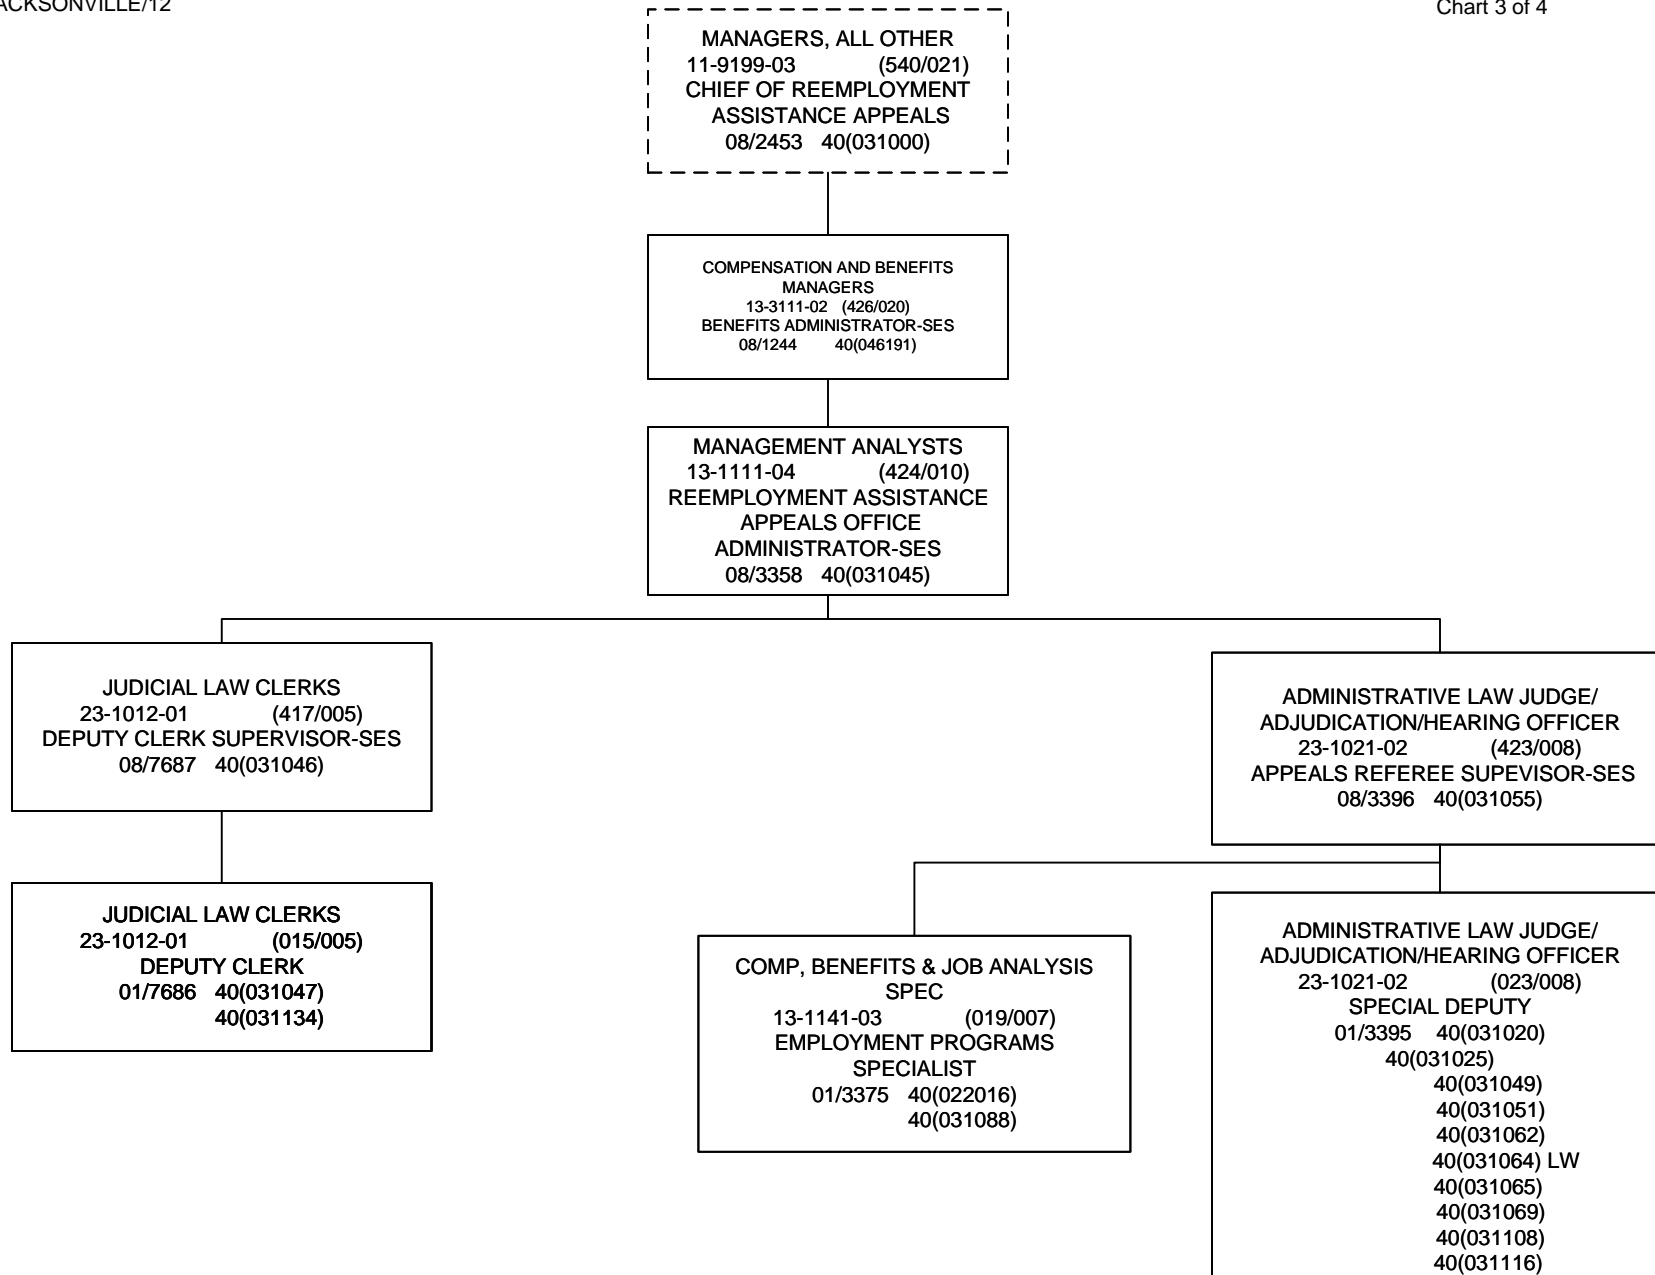 ACKSONVILLE/12
Chart 3 of 4
MANAGERS, ALL OTHER
11-9199-03 (540/021)
CHIEF OF REEMPLOYMENT
ASSISTANCE APPEALS
08/2453 40(031000)
COMPENSATION AND BENEFITS
MANAGERS
13-3111-02 (426/020)
BENEFITS ADMINISTRATOR-SES
08/1244 40(046191)
MANAGEMENT ANALYSTS
13-1111-04 (424/010)
REEMPLOYMENT ASSISTANCE
APPEALS OFFICE
ADMINISTRATOR-SES
08/3358 40(031045)
JUDICIAL LAW CLERKS
23-1012-01 (417/005)
DEPUTY CLERK SUPERVISOR-SES
08/7687 40(031046)
JUDICIAL LAW CLERKS
23-1012-01 (015/005)
DEPUTY CLERK
01/7686 40(031047)
40(031134)
ADMINISTRATIVE LAW JUDGE/
ADJUDICATION/HEARING OFFICER
23-1021-02 (423/008)
APPEALS REFEREE SUPEVISOR-SES
08/3396 40(031055)
COMP, BENEFITS & JOB ANALYSIS
SPEC
13-1141-03 (019/007)
EMPLOYMENT PROGRAMS
SPECIALIST
01/3375 40(022016)
40(031088)
ADMINISTRATIVE LAW JUDGE/
ADJUDICATION/HEARING OFFICER
23-1021-02 (023/008)
SPECIAL DEPUTY
01/3395 40(031020)
40(031025)
40(031049)
40(031051)
40(031062)
40(031064) LW
40(031065)
40(031069)
40(031108)
40(031116)